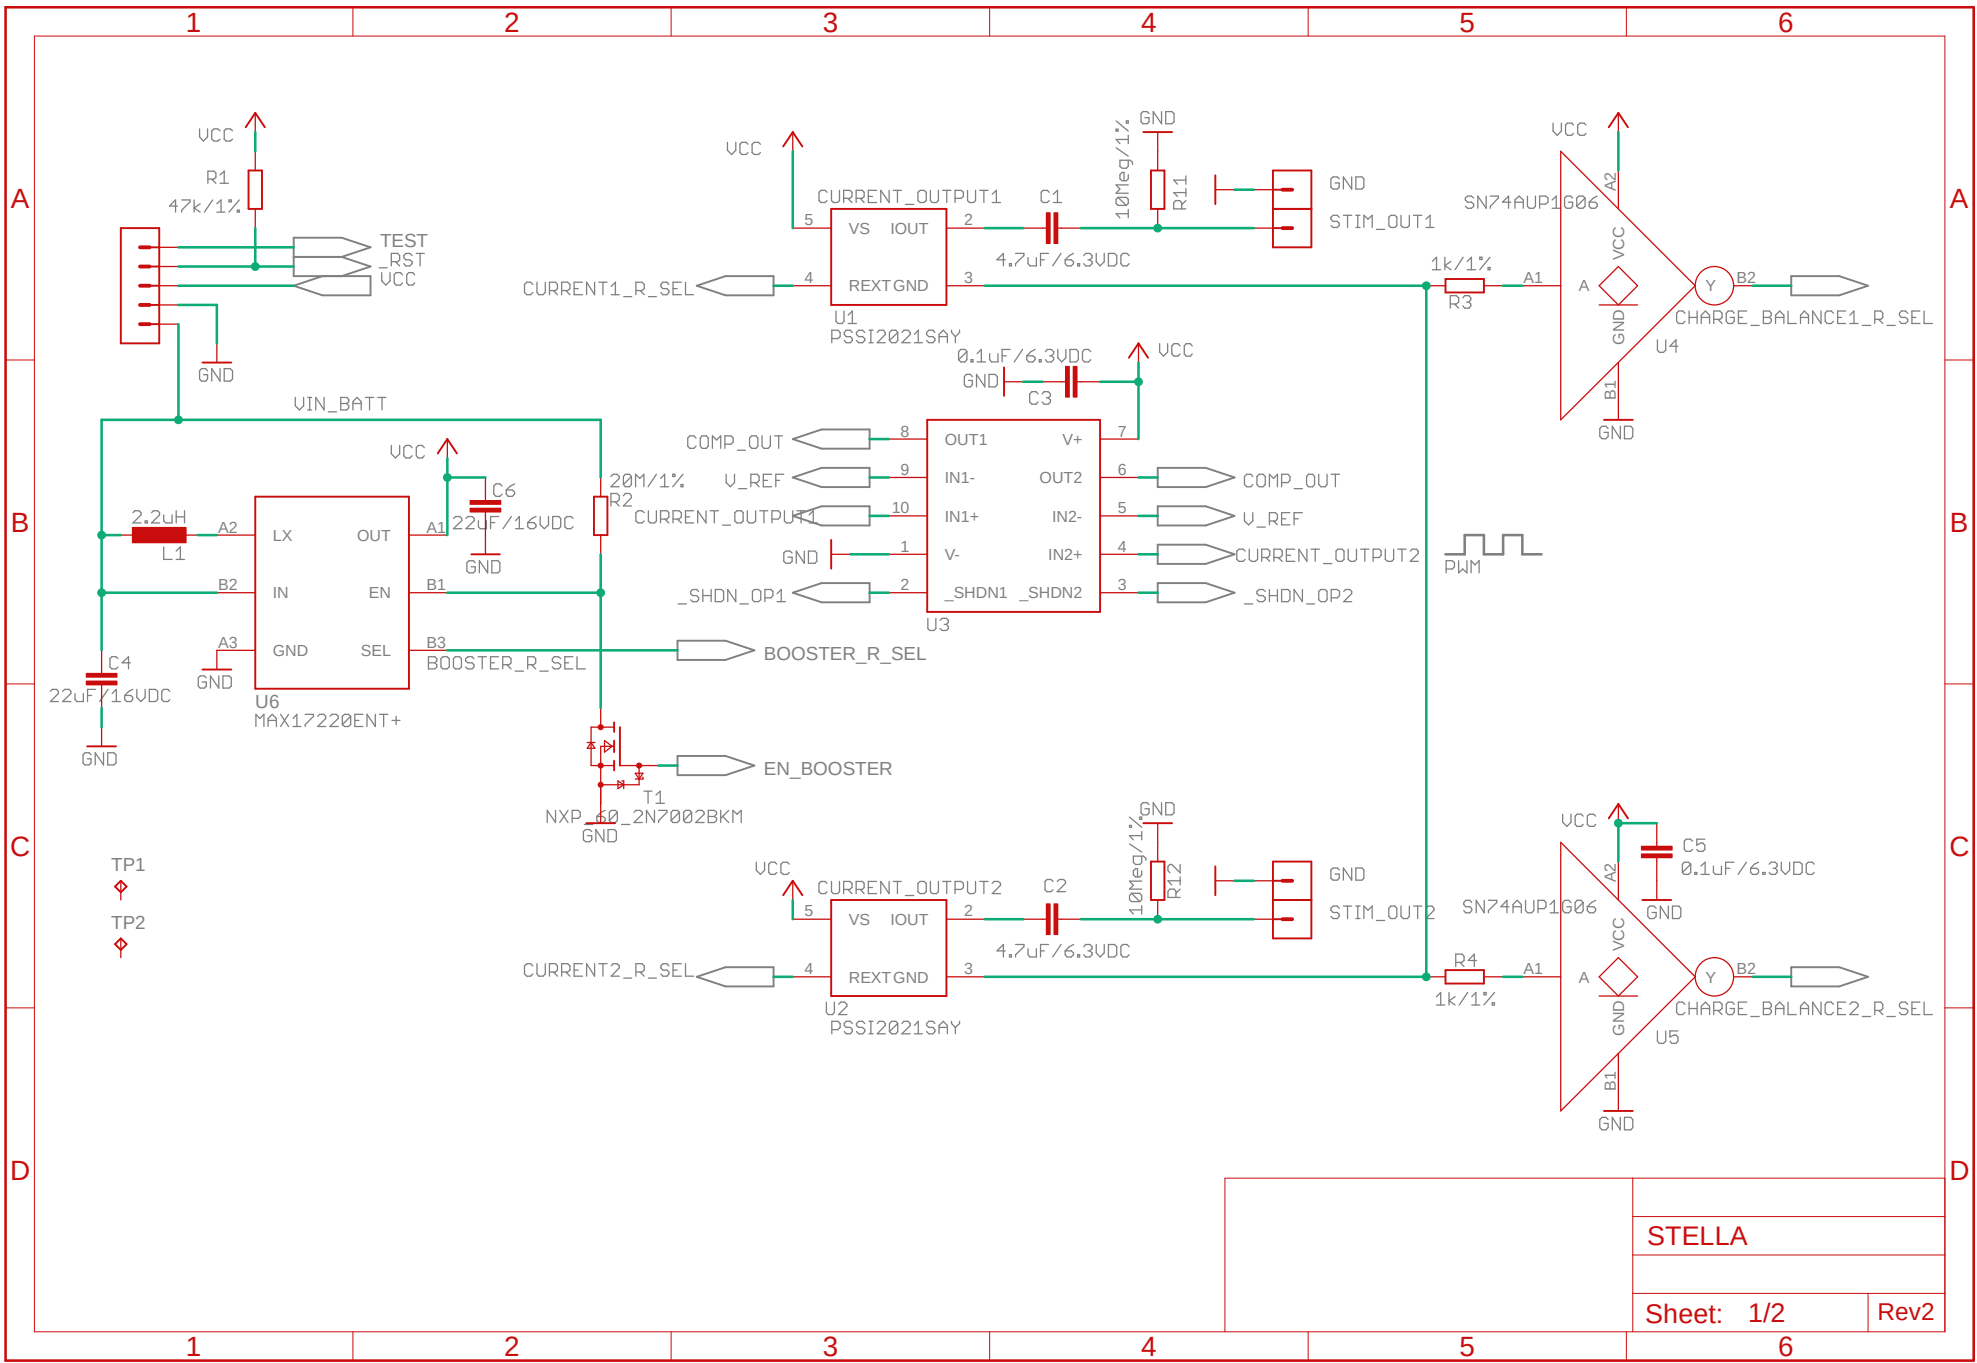 1 2 3 4 5 6
A A
B B
C C
D D
VCC
R1
47k/1%
TEST
_RST
VCC
GND
VIN_BATT
VCC
C6
22uF/16VDC
GND
20M/1%
R2
2.2uH
L1
A2 LX OUT A1
B2 IN EN B1
A3 GND SEL B3
GND
BOOSTER_R_SEL
BOOSTER_R_SEL
C4
22uF/16VDC
GND
U6
MAX17220ENT+
EN_BOOSTER
T1
NXP_60_2N7002BKM
GND
TP1
TP2
VCC
CURRENT_OUTPUT1
5 VS IOUT 2
4 REXT GND 3
CURRENT1_R_SEL
U1
PSSI2021SAY
C1
4.7uF/6.3VDC
GND
10Meg/1%
R11
GND
STIM_OUT1
0.1uF/6.3VDC
VCC
GND
C3
COMP_OUT 8 OUT1 V+ 7
V_REF 9 IN1- OUT2 6 COMP_OUT
CURRENT_OUTPUT1 10 IN1+ IN2- 5 V_REF
GND 1 V- IN2+ 4 CURRENT_OUTPUT2
_SHDN_OP1 2 _SHDN1 _SHDN2 3 _SHDN_OP2
U3
PWM
VCC
SN74AUP1G06
A2
VCC
1k/1%
R3
A1 A Y B2
GND
CHARGE_BALANCE1_R_SEL
U4
B1
GND
VCC
CURRENT_OUTPUT2
5 VS IOUT 2
4 REXT GND 3
CURRENT2_R_SEL
U2
PSSI2021SAY
C2
4.7uF/6.3VDC
GND
10Meg/1%
R12
GND
STIM_OUT2
VCC
C5
0.1uF/6.3VDC
GND
SN74AUP1G06
A2
VCC
R4
1k/1%
A1 A Y B2
GND
CHARGE_BALANCE2_R_SEL
U5
B1
GND
STELLA
Sheet: 1/2 Rev2
1 2 3 4 5 6